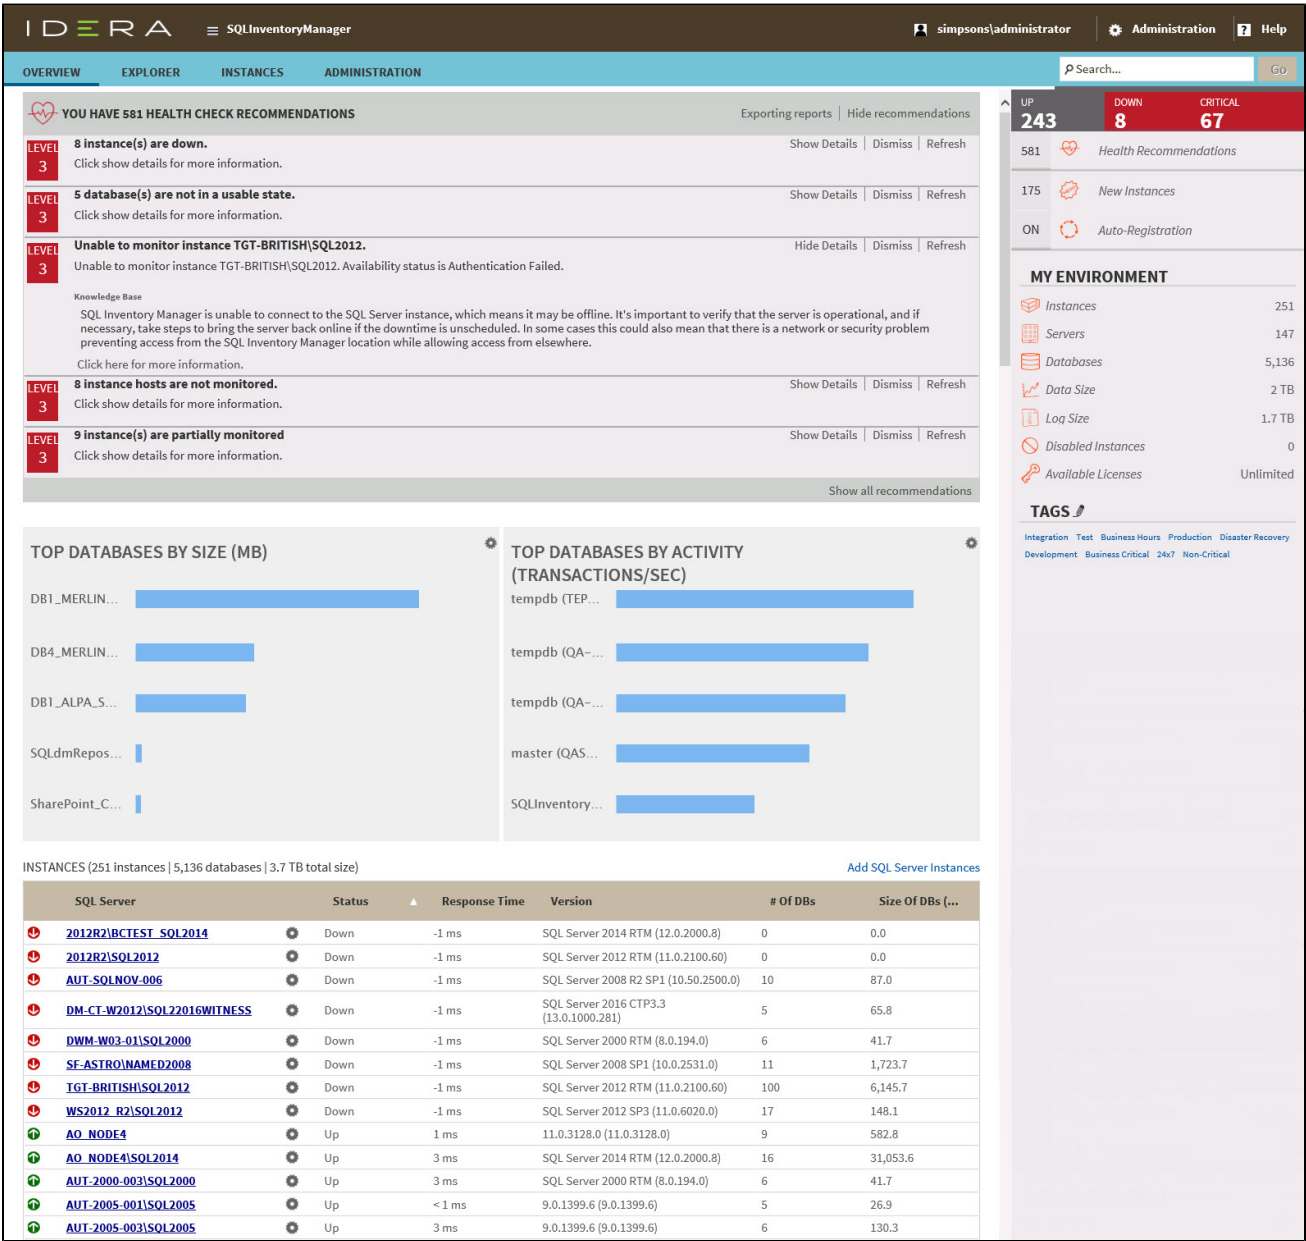 IDERA
SQLInventoryManager
simpsons\administrator
Administration
? Help
OVERVIEW EXPLORER INSTANCES ADMINISTRATION
Search... Go
YOU HAVE 581 HEALTH CHECK RECOMMENDATIONS
Exporting reports | Hide recommendations
LEVEL 3
8 instance(s) are down.
Show Details | Dismiss | Refresh
Click show details for more information.
LEVEL 3
5 database(s) are not in a usable state.
Show Details | Dismiss | Refresh
Click show details for more information.
LEVEL 3
Unable to monitor instance TGT-BRITISH\SQL2012.
Hide Details | Dismiss | Refresh
Unable to monitor instance TGT-BRITISH\SQL2012. Availability status is Authentication Failed.
Knowledge Base
SQL Inventory Manager is unable to connect to the SQL Server instance, which means it may be offline. It's important to verify that the server is operational, and if
necessary, take steps to bring the server back online if the downtime is unscheduled. In some cases this could also mean that there is a network or security problem
preventing access from the SQL Inventory Manager location while allowing access from elsewhere.
Click here for more information.
LEVEL 3
8 instance hosts are not monitored.
Show Details | Dismiss | Refresh
Click show details for more information.
LEVEL 3
9 instance(s) are partially monitored
Show Details | Dismiss | Refresh
Click show details for more information.
Show all recommendations
UP DOWN CRITICAL
243 8 67
581 Health Recommendations
175 New Instances
ON Auto-Registration
MY ENVIRONMENT
Instances 251
Servers 147
Databases 5,136
Data Size 2 TB
Log Size 1.7 TB
Disabled Instances 0
Available Licenses Unlimited
TAGS
Integration Test Business Hours Production Disaster Recovery
Development Business Critical 24x7 Non-Critical
TOP DATABASES BY SIZE (MB)
DB1_MERLIN...
DB4_MERLIN...
DB1_ALPA_S...
SQLdmRepos...
SharePoint_C...
TOP DATABASES BY ACTIVITY
(TRANSACTIONS/SEC)
tempdb (TEP...
tempdb (QA-...
tempdb (QA-...
master (QAS...
SQLInventory...
INSTANCES (251 instances | 5,136 databases | 3.7 TB total size)
Add SQL Server Instances
SQL Server Status Response Time Version # Of DBs Size Of DBs (...
2012R2\BCTEST_SQL2014 Down -1 ms SQL Server 2014 RTM (12.0.2000.8) 0 0.0
2012R2\SQL2012 Down -1 ms SQL Server 2012 RTM (11.0.2100.60) 0 0.0
AUT-SQLNOV-006 Down -1 ms SQL Server 2008 R2 SP1 (10.50.2500.0) 10 87.0
DM-CT-W2012\SQL22016WITNESS Down -1 ms SQL Server 2016 CTP3.3 (13.0.1000.281) 5 65.8
DWM-W03-01\SQL2000 Down -1 ms SQL Server 2000 RTM (8.0.194.0) 6 41.7
SF-ASTRO\NAMED2008 Down -1 ms SQL Server 2008 SP1 (10.0.2531.0) 11 1,723.7
TGT-BRITISH\SQL2012 Down -1 ms SQL Server 2012 RTM (11.0.2100.60) 100 6,145.7
WS2012_R2\SQL2012 Down -1 ms SQL Server 2012 SP3 (11.0.6020.0) 17 148.1
AO_NODE4 Up 1 ms 11.0.3128.0 (11.0.3128.0) 9 582.8
AO_NODE4\SQL2014 Up 3 ms SQL Server 2014 RTM (12.0.2000.8) 16 31,053.6
AUT-2000-003\SQL2000 Up 3 ms SQL Server 2000 RTM (8.0.194.0) 6 41.7
AUT-2005-001\SQL2005 Up < 1 ms 9.0.1399.6 (9.0.1399.6) 5 26.9
AUT-2005-003\SQL2005 Up 3 ms 9.0.1399.6 (9.0.1399.6) 6 130.3